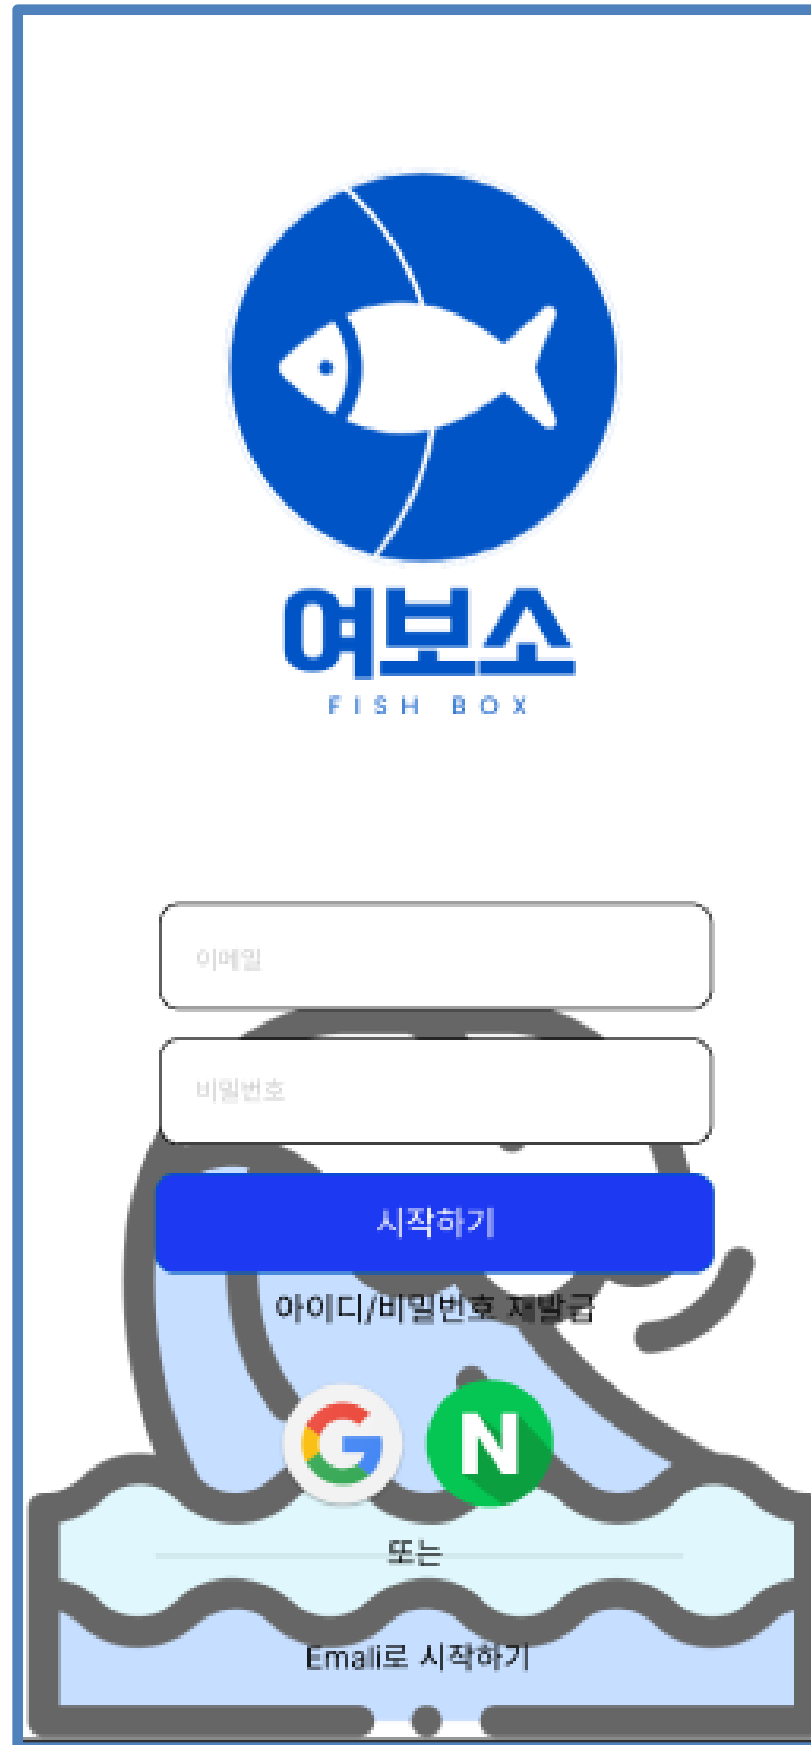 여보소
FISH BOX
이메일
비밀번호
시작하기
아이디/비밀번호 재발급
N
또는
Emali로 시작하기